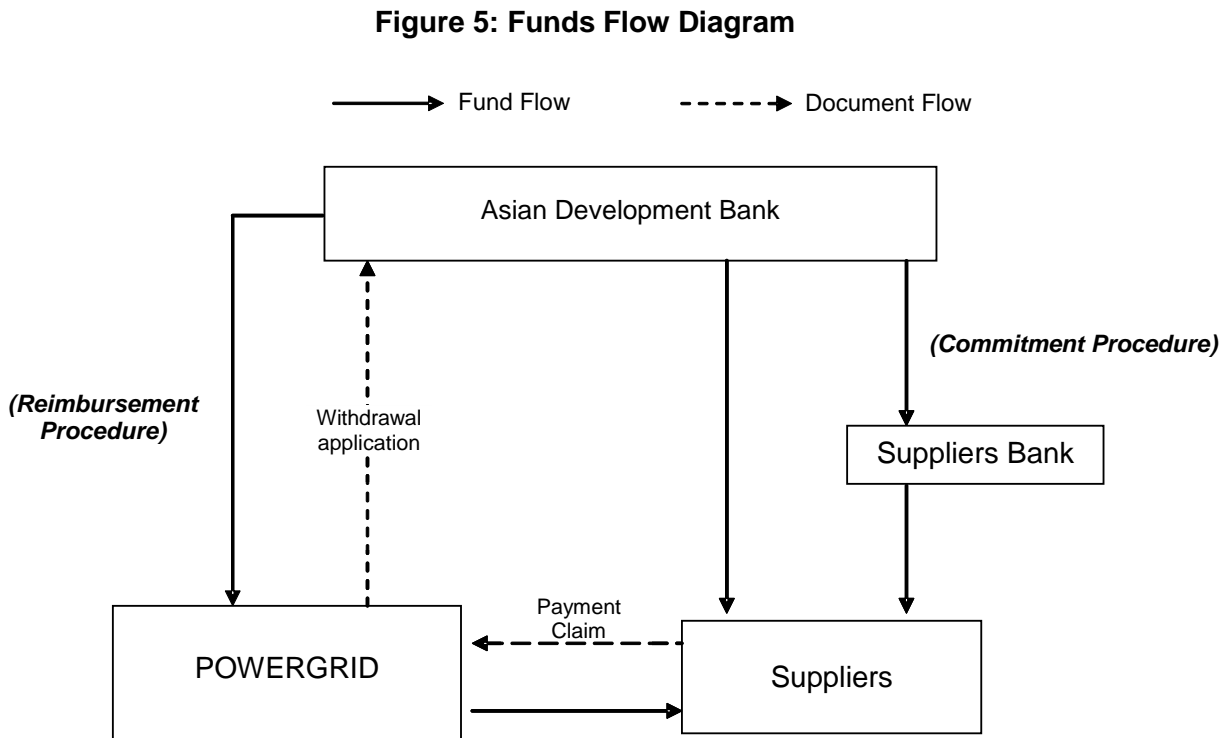 Figure 5: Funds Flow Diagram
Fund Flow
Document Flow
Asian Development Bank
(Commitment Procedure)
(Reimbursement
Procedure)
Withdrawal
application
Suppliers Bank
Payment
Claim
POWERGRID
Suppliers